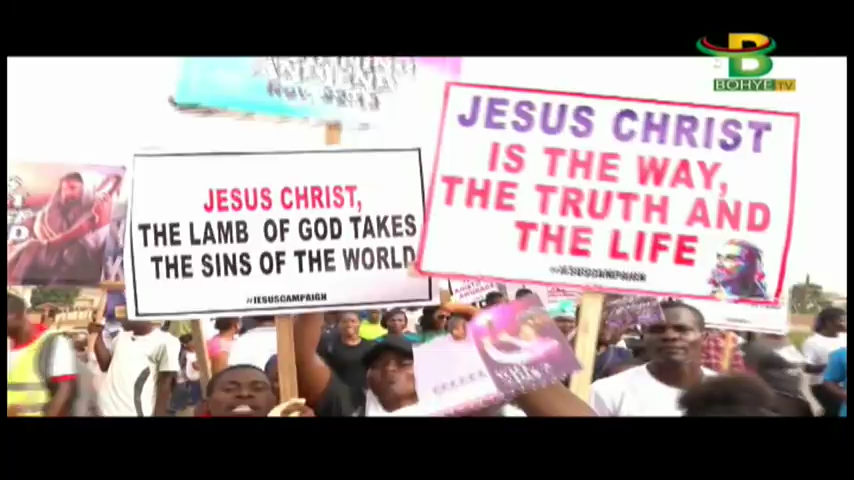 B
BOHYE TV
JESUS CHRIST
IS THE WAY,
THE TRUTH AND
THE LIFE
#JESUSCAMPAIGN
JESUS CHRIST,
THE LAMB OF GOD TAKES
THE SINS OF THE WORLD
#JESUSCAMPAIGN